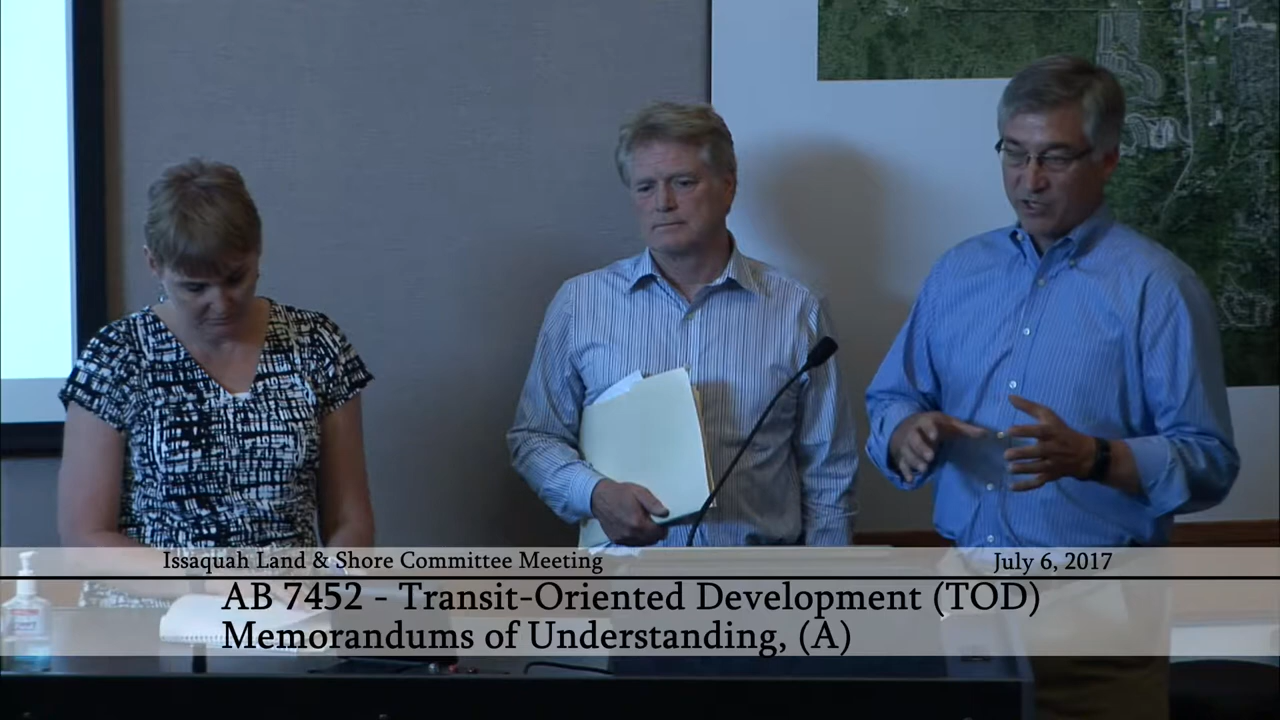 Issaquah Land & Shore Committee Meeting
July 6, 2017
AB 7452 - Transit-Oriented Development (TOD)
Memorandums of Understanding, (A)